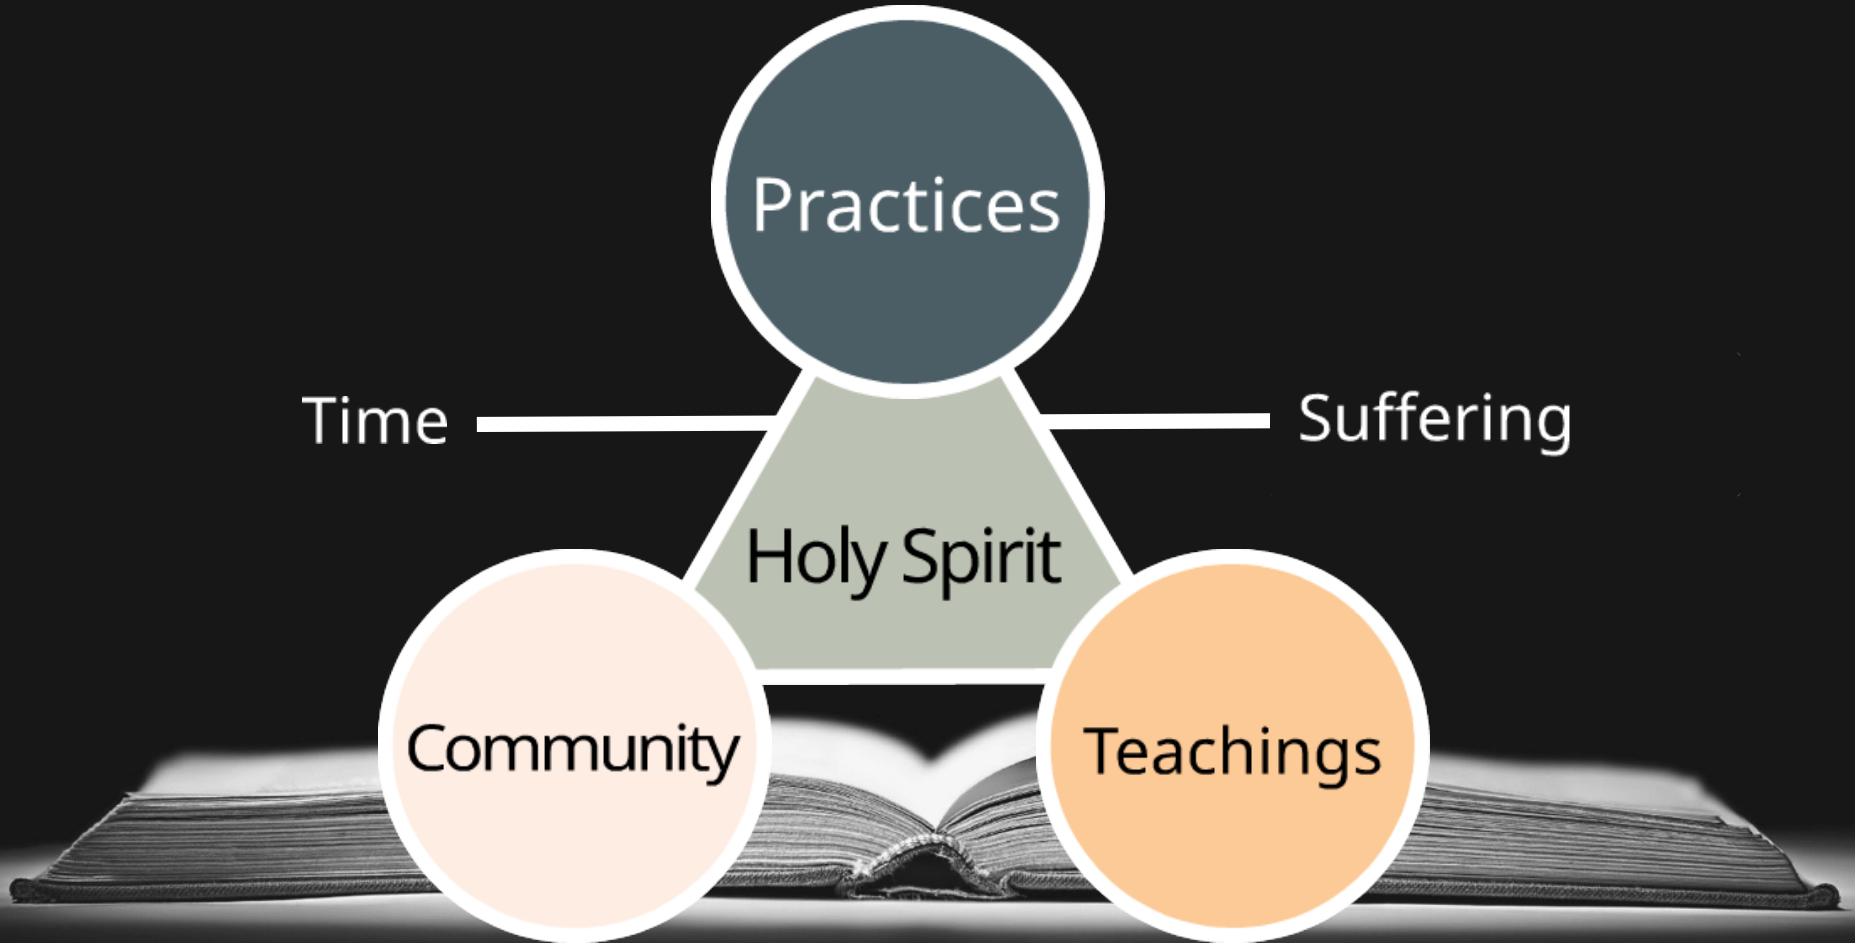 Practices
Time
Suffering
Holy Spirit
Community
Teachings